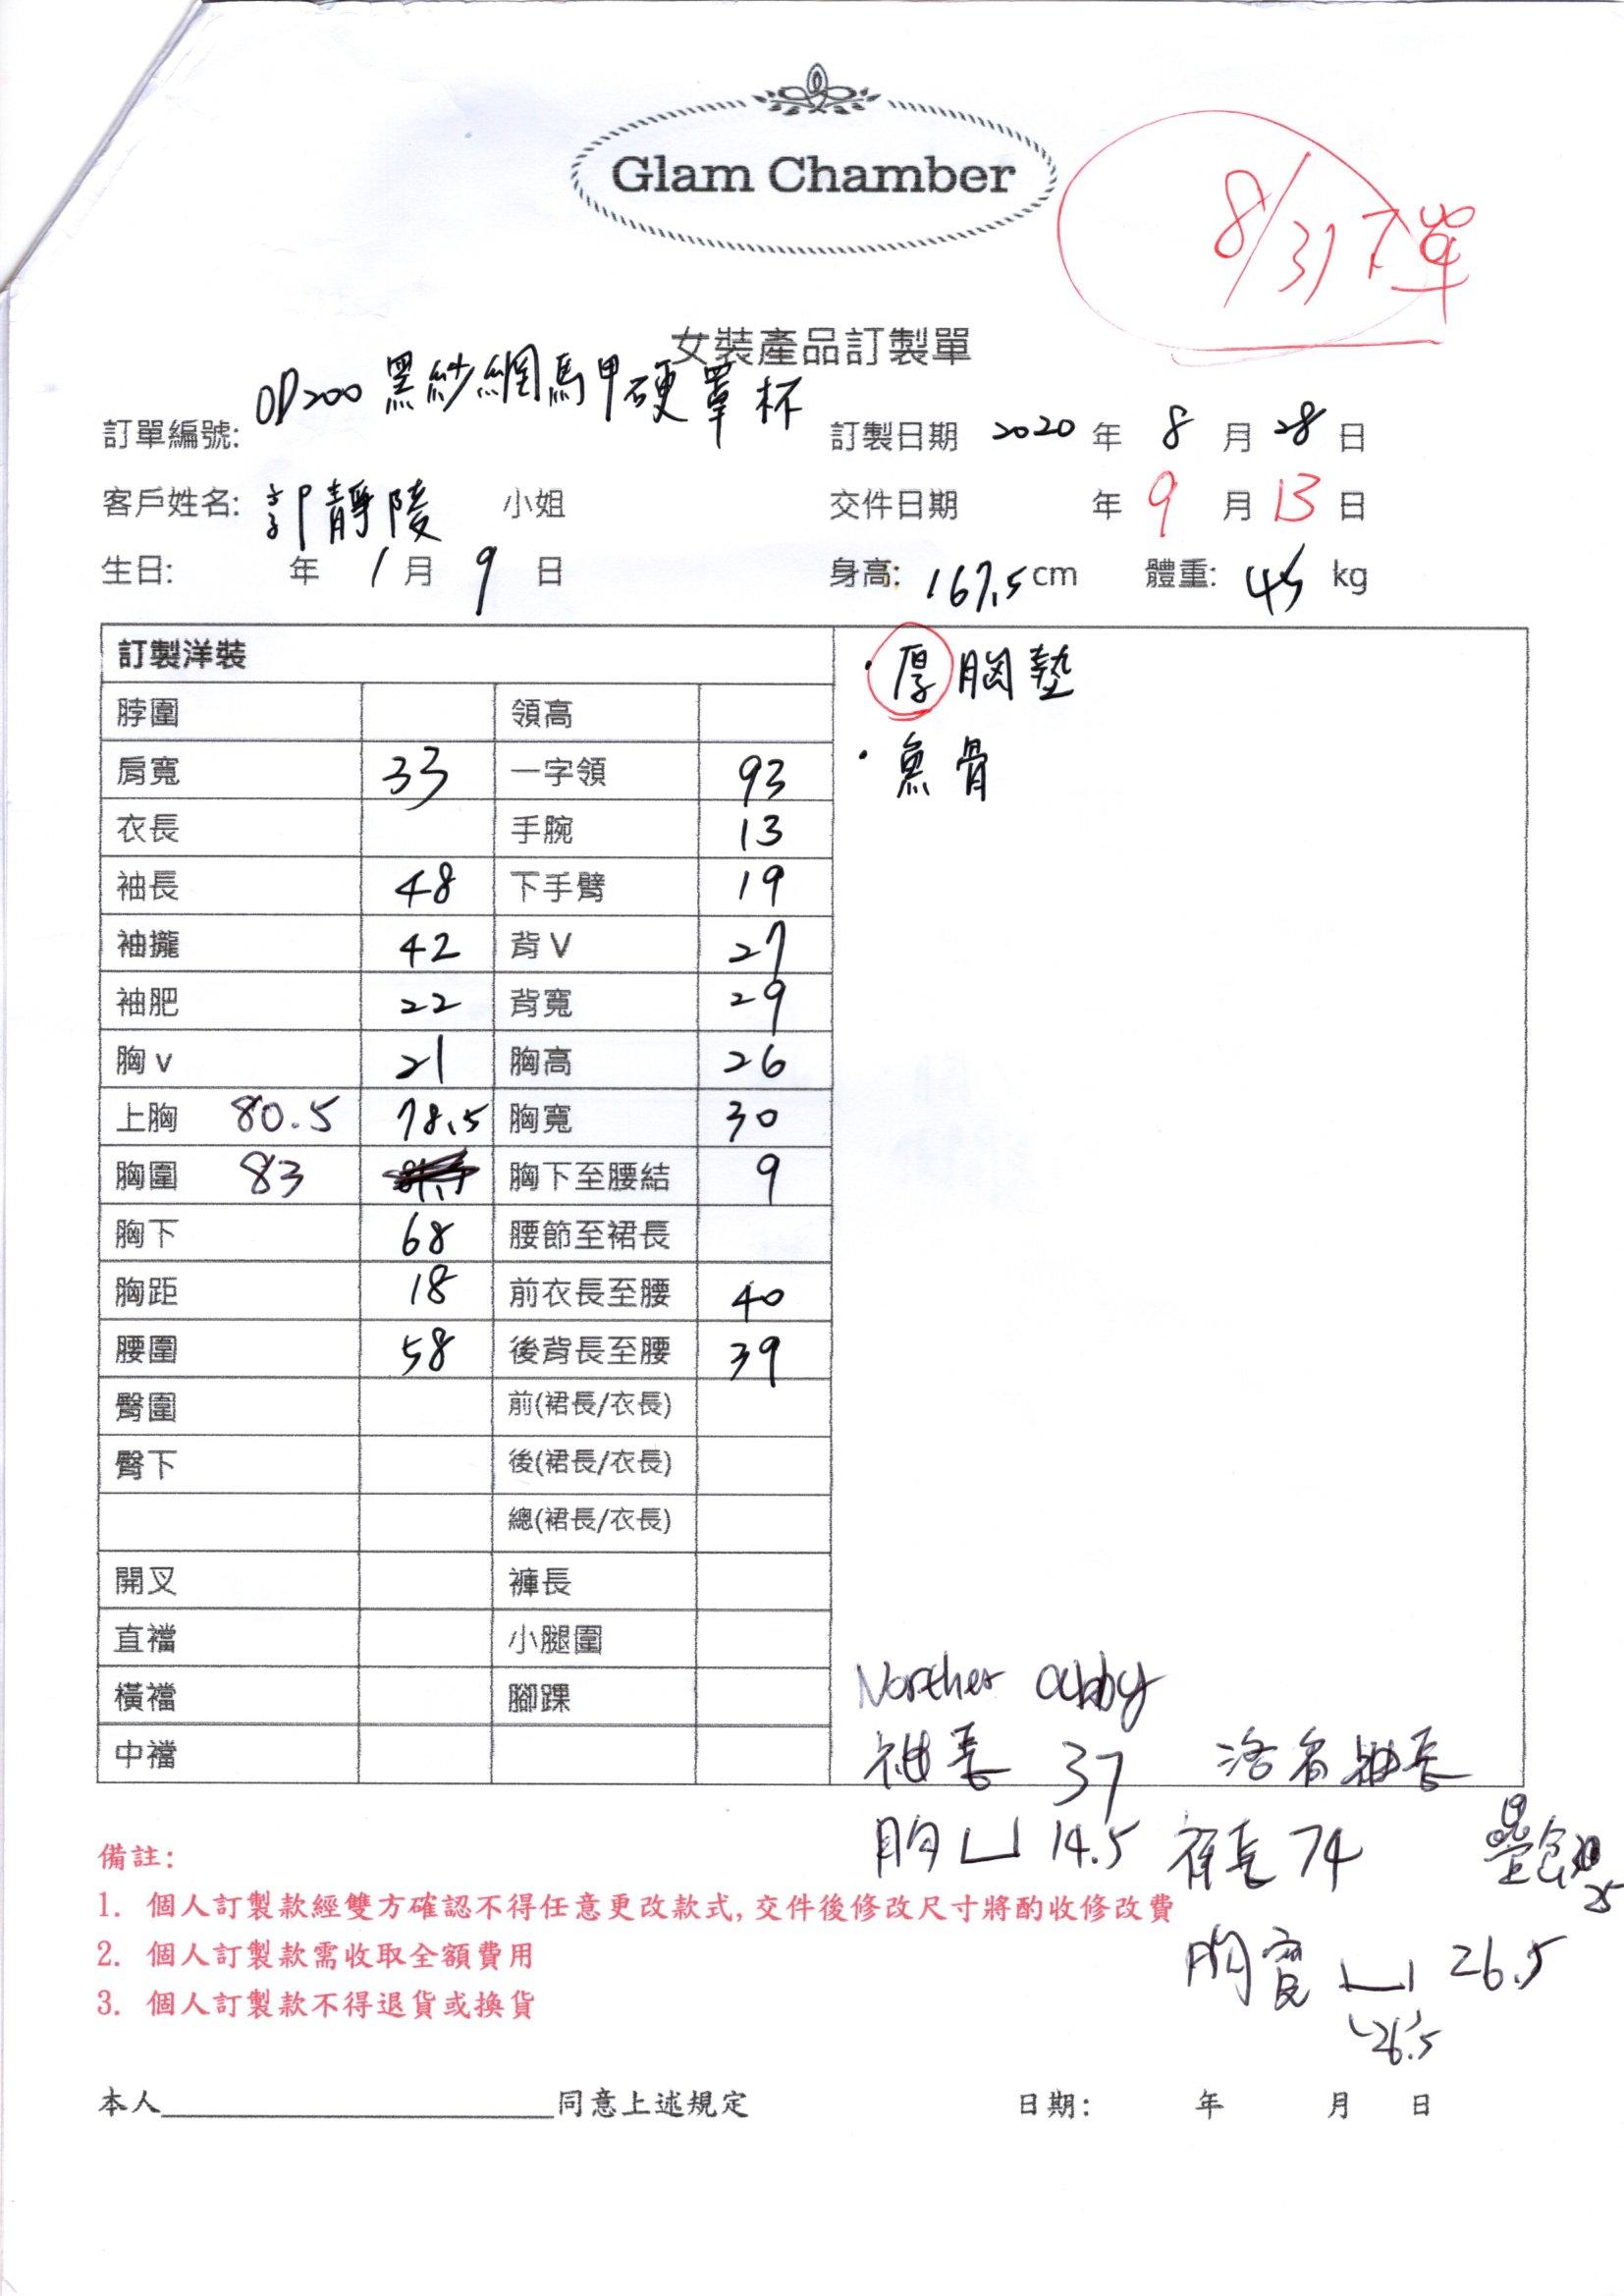 Glam Chamber
8/31下單
女裝產品訂製單
訂單編號: OP200 黑紗網馬甲硬罩杯 訂製日期 2020 年 8 月 28 日
客戶姓名: 郭靜陵 小姐 交件日期 年 9 月 13 日
生日: 年 1 月 9 日 身高: 167.5 cm 體重: 45 kg
訂製洋裝
·厚胸墊
·魚骨
脖圍 領高
肩寬 33 一字領 93
衣長 手腕 13
袖長 48 下手臂 19
袖攏 42 背V 27
袖肥 22 背寬 29
胸v 21 胸高 26
上胸 80.5 78.5 胸寬 30
胸圍 83 胸下至腰結 9
胸下 68 腰節至裙長
胸距 18 前衣長至腰 40
腰圍 58 後背長至腰 39
臀圍 前(裙長/衣長)
臀下 後(裙長/衣長)
總(裙長/衣長)
開叉 褲長
直襠 小腿圍
橫襠 腳踝
中襠
袖長 37 袖長
胸凵 14.5 74
19
25
胸寬 凵 26.5
26.5
備註:
1. 個人訂製款經雙方確認不得任意更改款式,交件後修改尺寸將酌收修改費
2. 個人訂製款需收取全額費用
3. 個人訂製款不得退貨或換貨
本人____________________同意上述規定 日期: 年 月 日